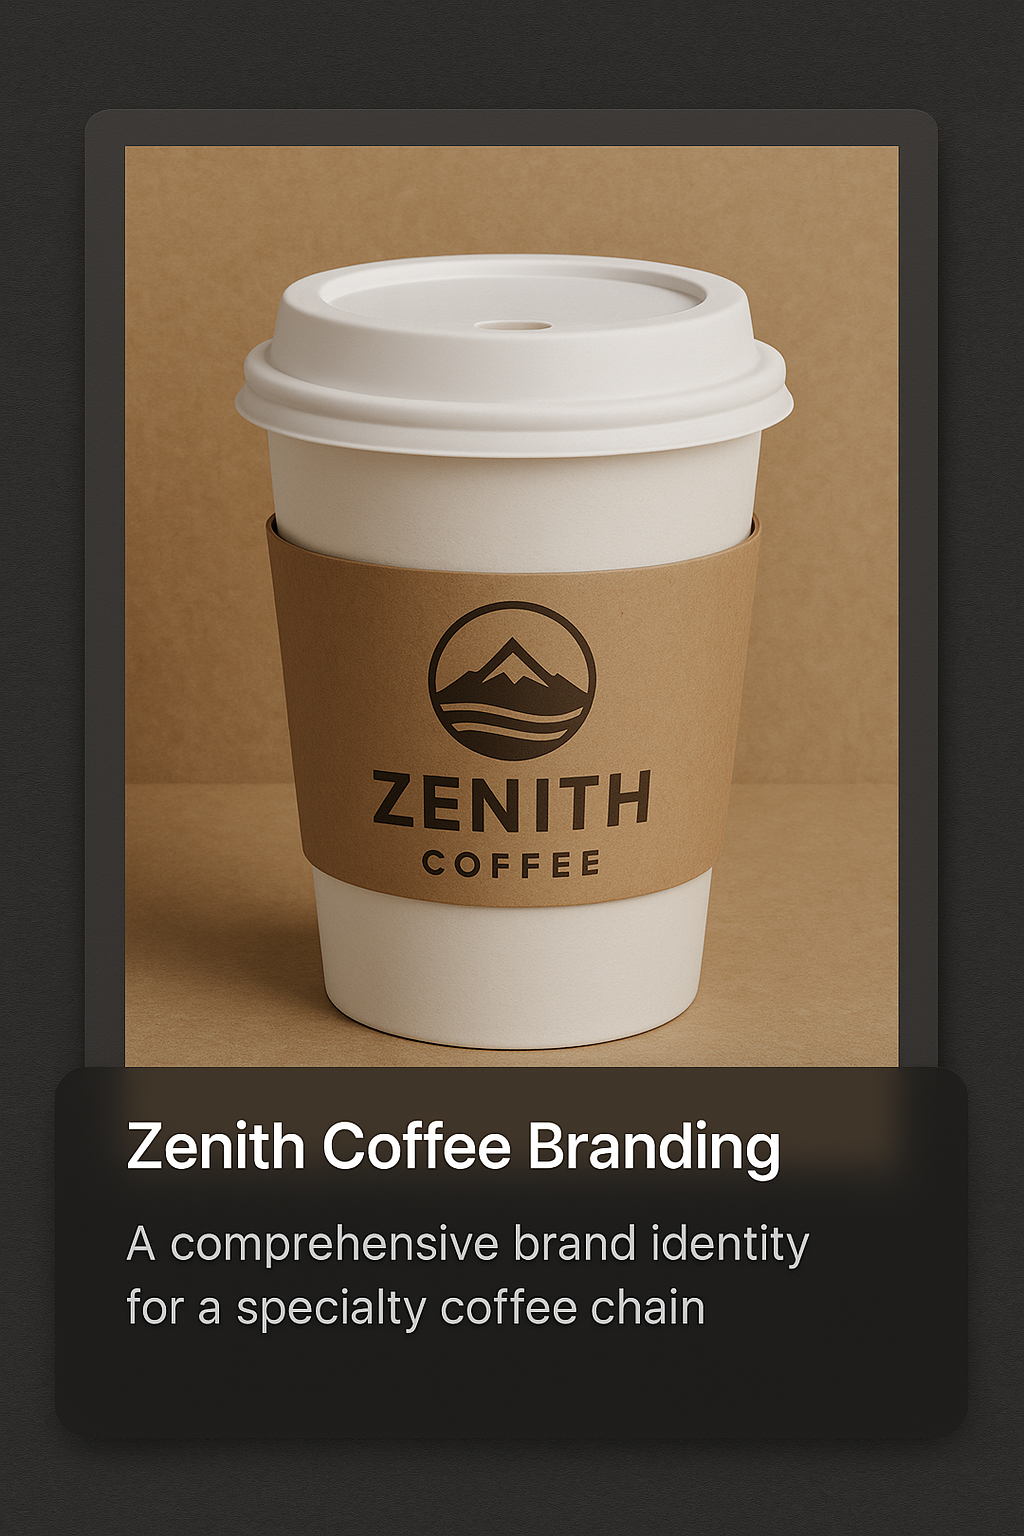 ZENITH
COFFEE
Zenith Coffee Branding
A comprehensive brand identity
for a specialty coffee chain